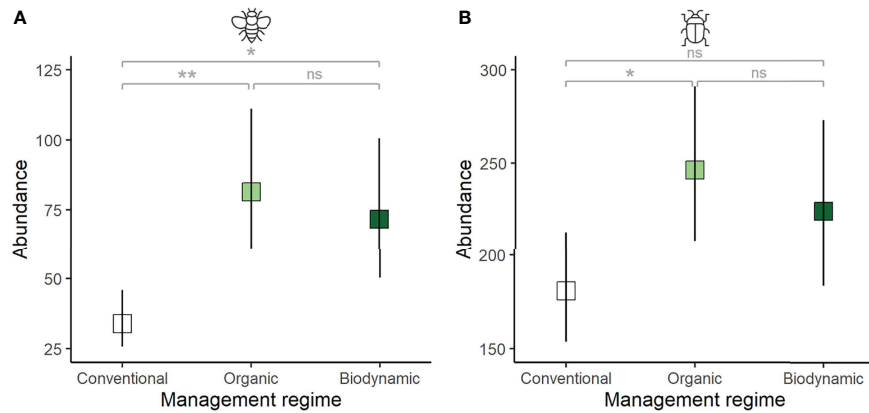 A
*
**
ns
125
100
75
50
25
Abundance
Conventional Organic Biodynamic
Management regime
B
ns
*
ns
300
250
200
150
Abundance
Conventional Organic Biodynamic
Management regime